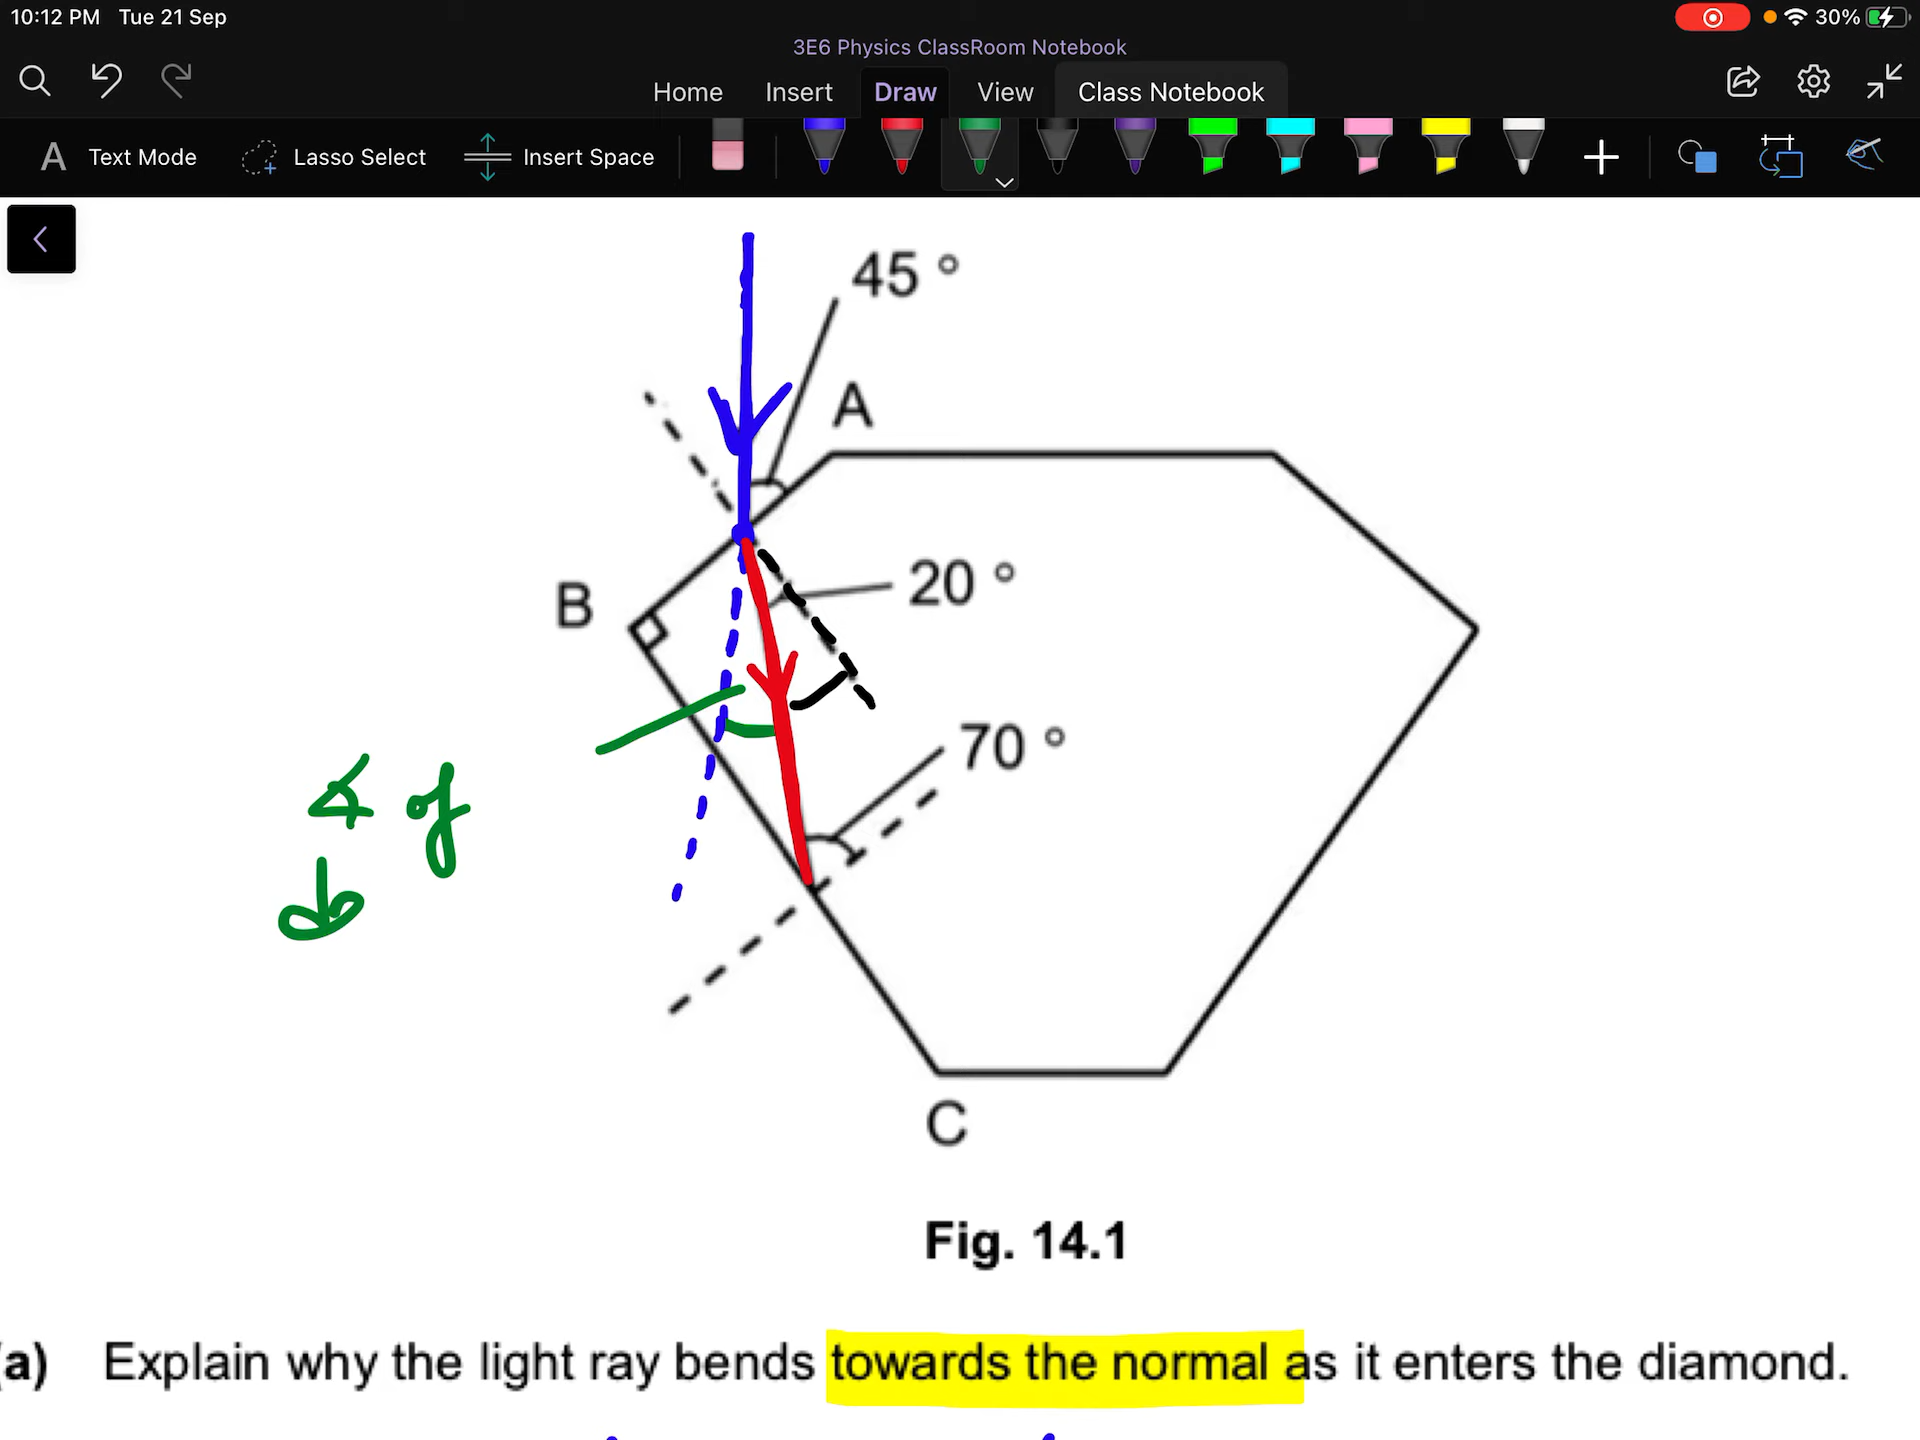 10:12 PM Tue 21 Sep
30%
3E6 Physics ClassRoom Notebook
Home Insert Draw View Class Notebook
A Text Mode Lasso Select Insert Space
45 °
A
20 °
B
70 °
∡ of
C
Fig. 14.1
(a) Explain why the light ray bends towards the normal as it enters the diamond.